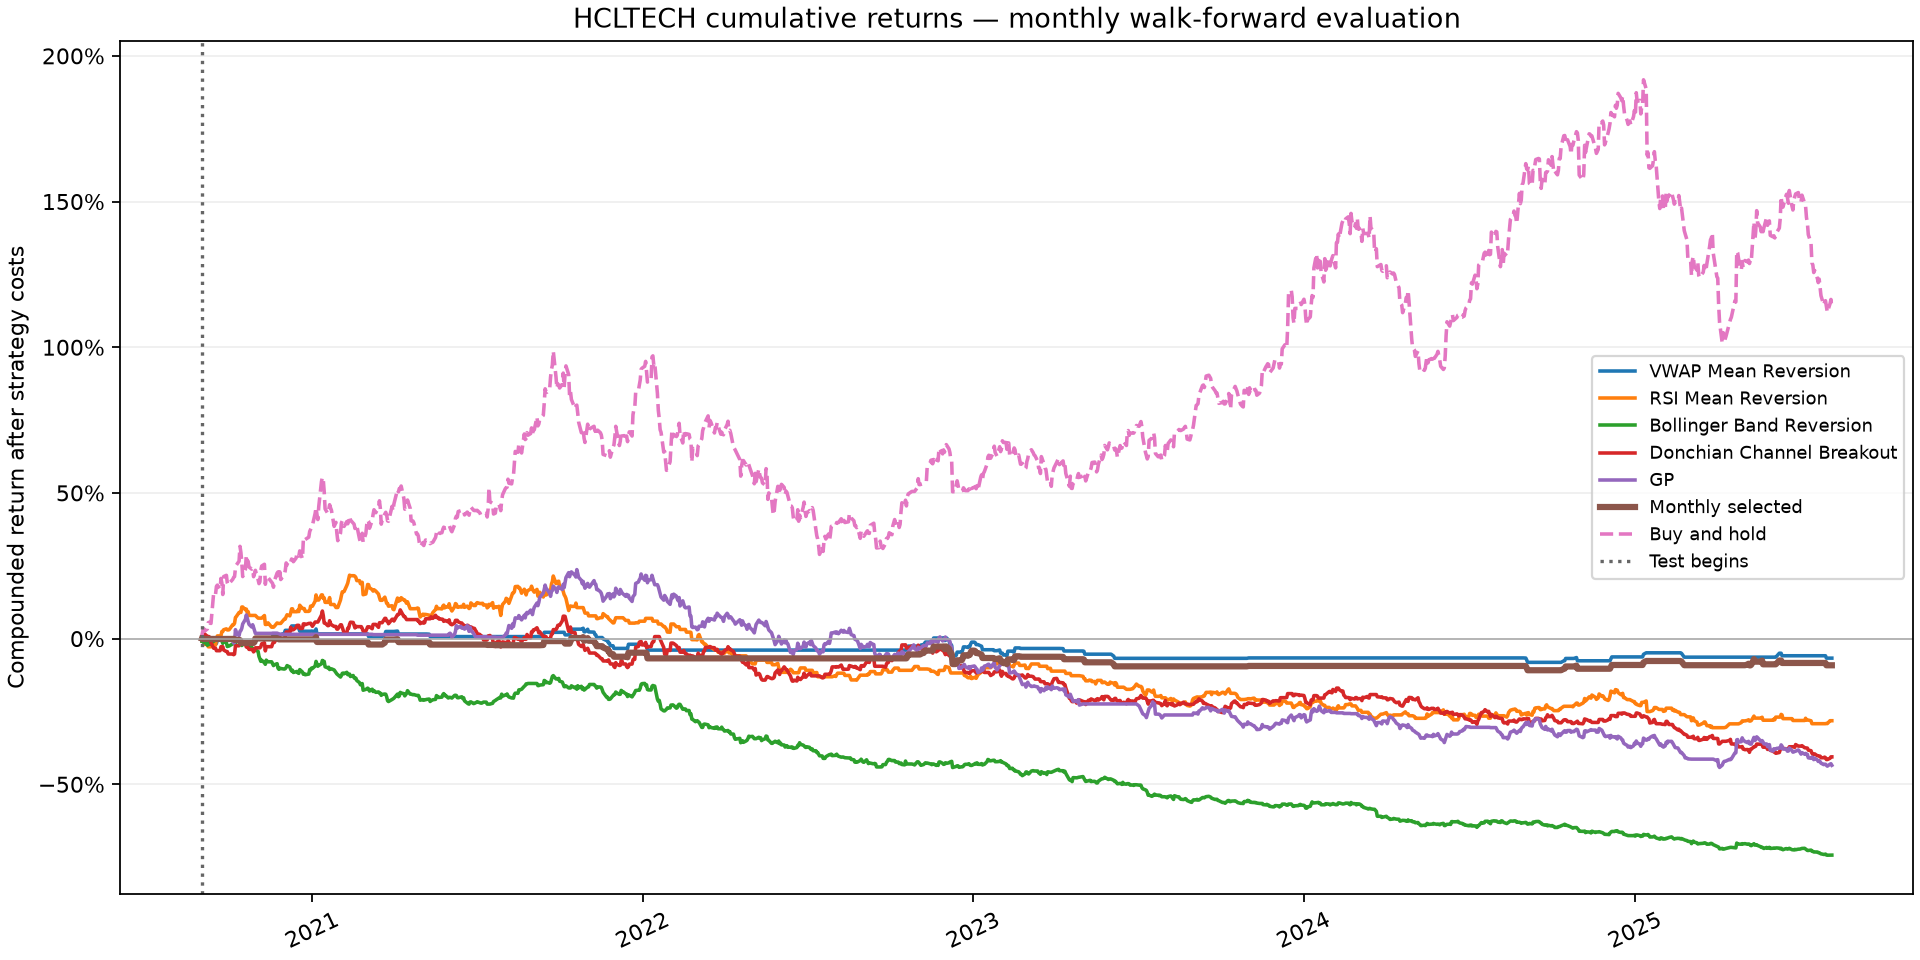 HCLTECH cumulative returns — monthly walk-forward evaluation
Compounded return after strategy costs
200%
150%
100%
50%
0%
−50%
VWAP Mean Reversion
RSI Mean Reversion
Bollinger Band Reversion
Donchian Channel Breakout
GP
Monthly selected
Buy and hold
Test begins
2021
2022
2023
2024
2025